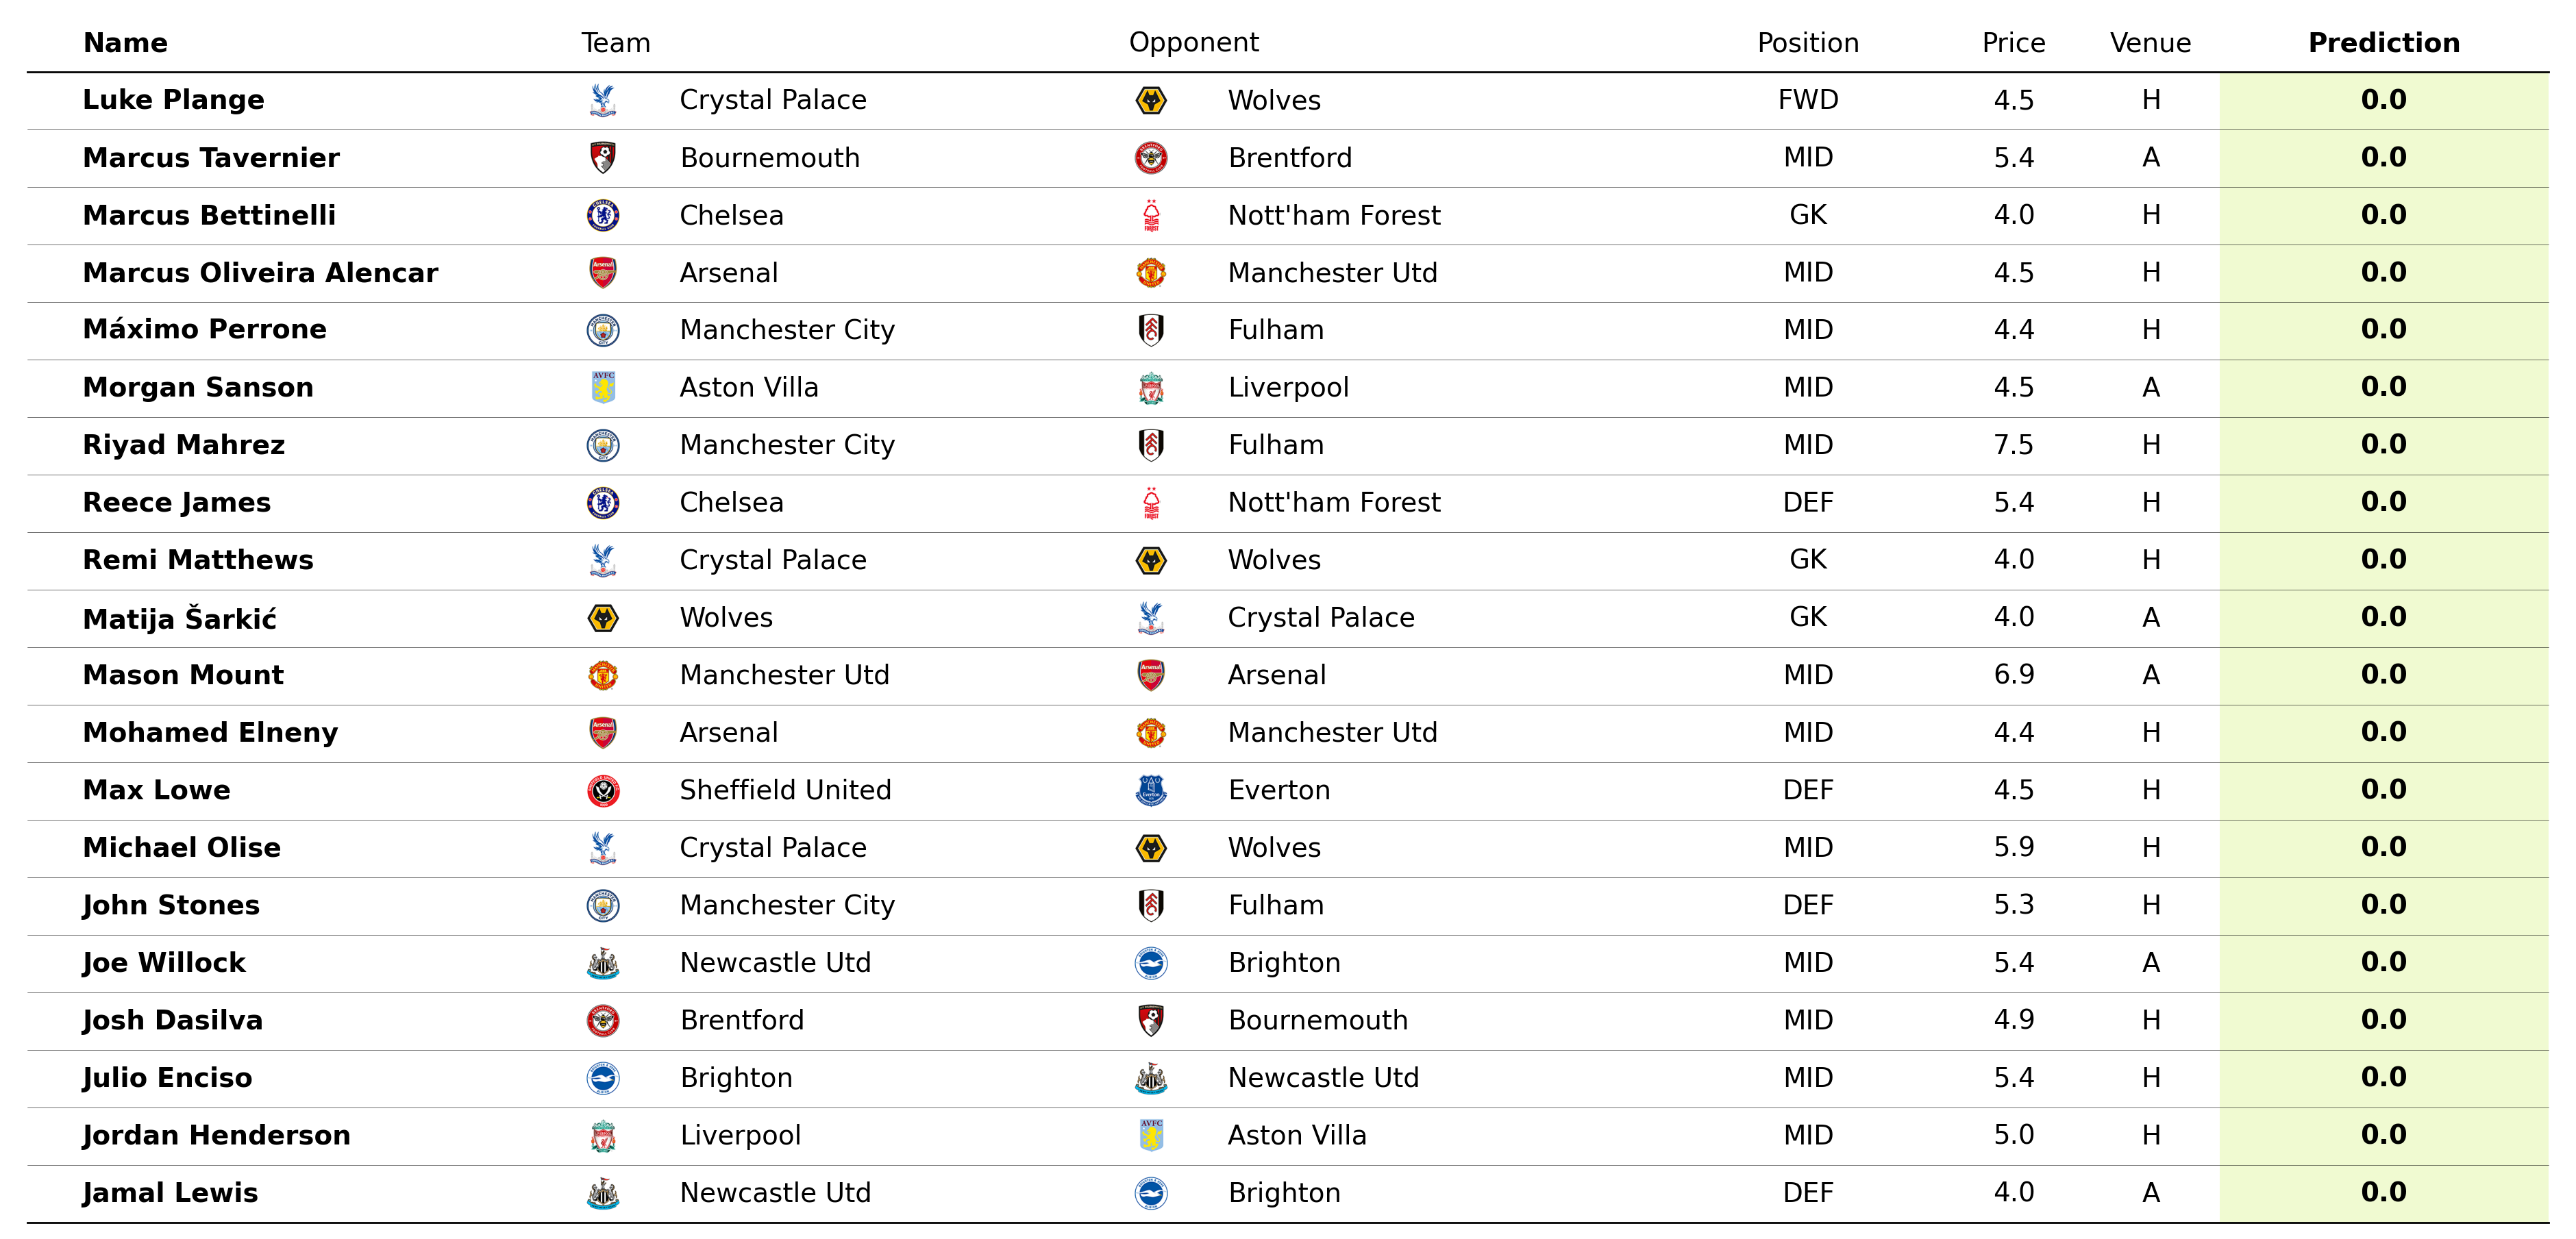 Name Team Opponent Position Price Venue Prediction
Luke Plange Crystal Palace Wolves FWD 4.5 H 0.0
Marcus Tavernier Bournemouth Brentford MID 5.4 A 0.0
Marcus Bettinelli Chelsea Nott'ham Forest GK 4.0 H 0.0
Marcus Oliveira Alencar Arsenal Manchester Utd MID 4.5 H 0.0
Máximo Perrone Manchester City Fulham MID 4.4 H 0.0
Morgan Sanson Aston Villa Liverpool MID 4.5 A 0.0
Riyad Mahrez Manchester City Fulham MID 7.5 H 0.0
Reece James Chelsea Nott'ham Forest DEF 5.4 H 0.0
Remi Matthews Crystal Palace Wolves GK 4.0 H 0.0
Matija Šarkić Wolves Crystal Palace GK 4.0 A 0.0
Mason Mount Manchester Utd Arsenal MID 6.9 A 0.0
Mohamed Elneny Arsenal Manchester Utd MID 4.4 H 0.0
Max Lowe Sheffield United Everton DEF 4.5 H 0.0
Michael Olise Crystal Palace Wolves MID 5.9 H 0.0
John Stones Manchester City Fulham DEF 5.3 H 0.0
Joe Willock Newcastle Utd Brighton MID 5.4 A 0.0
Josh Dasilva Brentford Bournemouth MID 4.9 H 0.0
Julio Enciso Brighton Newcastle Utd MID 5.4 H 0.0
Jordan Henderson Liverpool Aston Villa MID 5.0 H 0.0
Jamal Lewis Newcastle Utd Brighton DEF 4.0 A 0.0